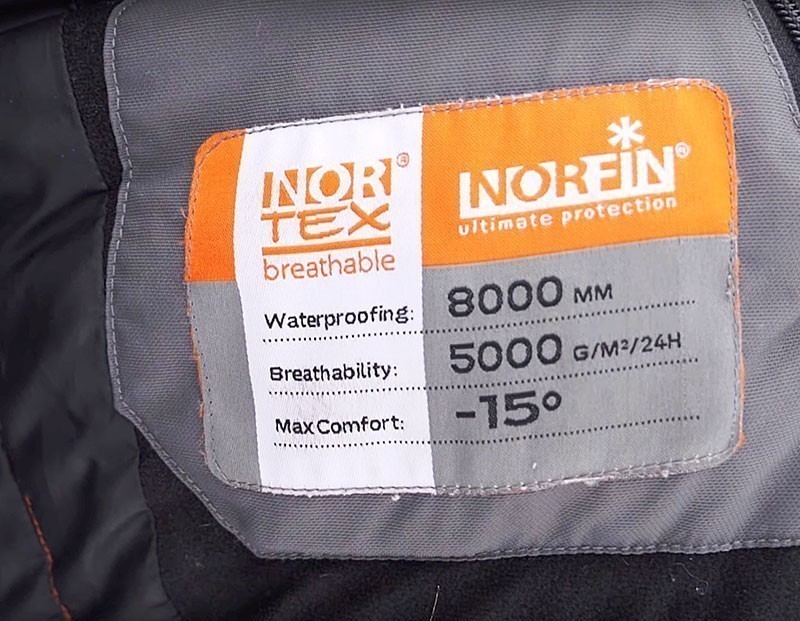 NOR®
TEX
breathable
NORFIN®
ultimate protection
Waterproofing: 8000 MM
Breathability: 5000 G/M²/24H
Max Comfort: -15°